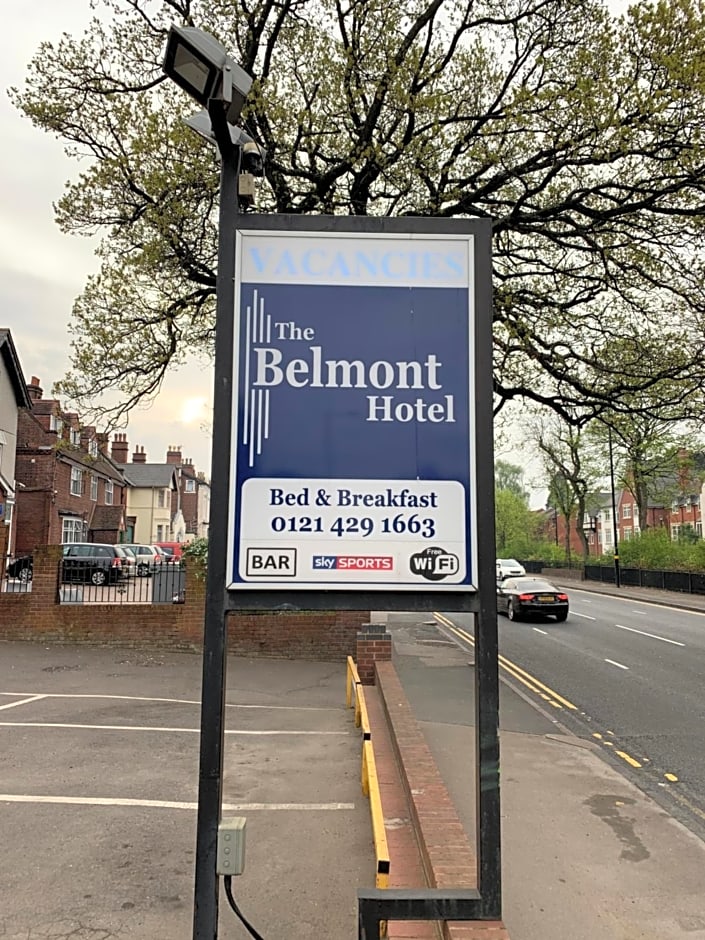 VACANCIES
The
Belmont
Hotel
Bed & Breakfast
0121 429 1663
BAR
sky SPORTS
Free
WiFi